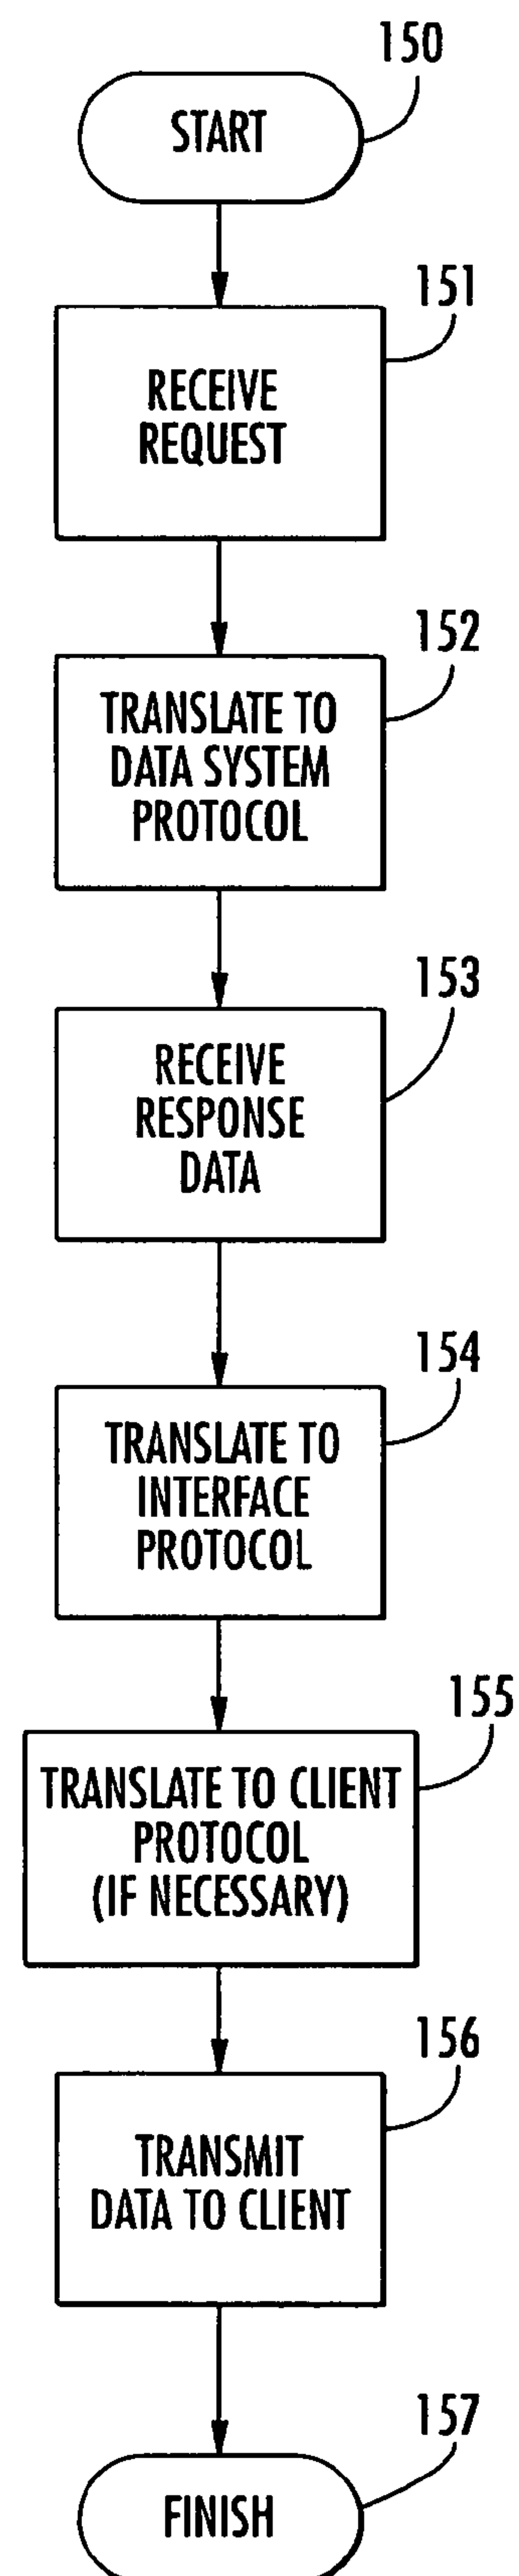 150
START
151
RECEIVE
REQUEST
152
TRANSLATE TO
DATA SYSTEM
PROTOCOL
153
RECEIVE
RESPONSE
DATA
154
TRANSLATE TO
INTERFACE
PROTOCOL
155
TRANSLATE TO CLIENT
PROTOCOL
(IF NECESSARY)
156
TRANSMIT
DATA TO CLIENT
157
FINISH